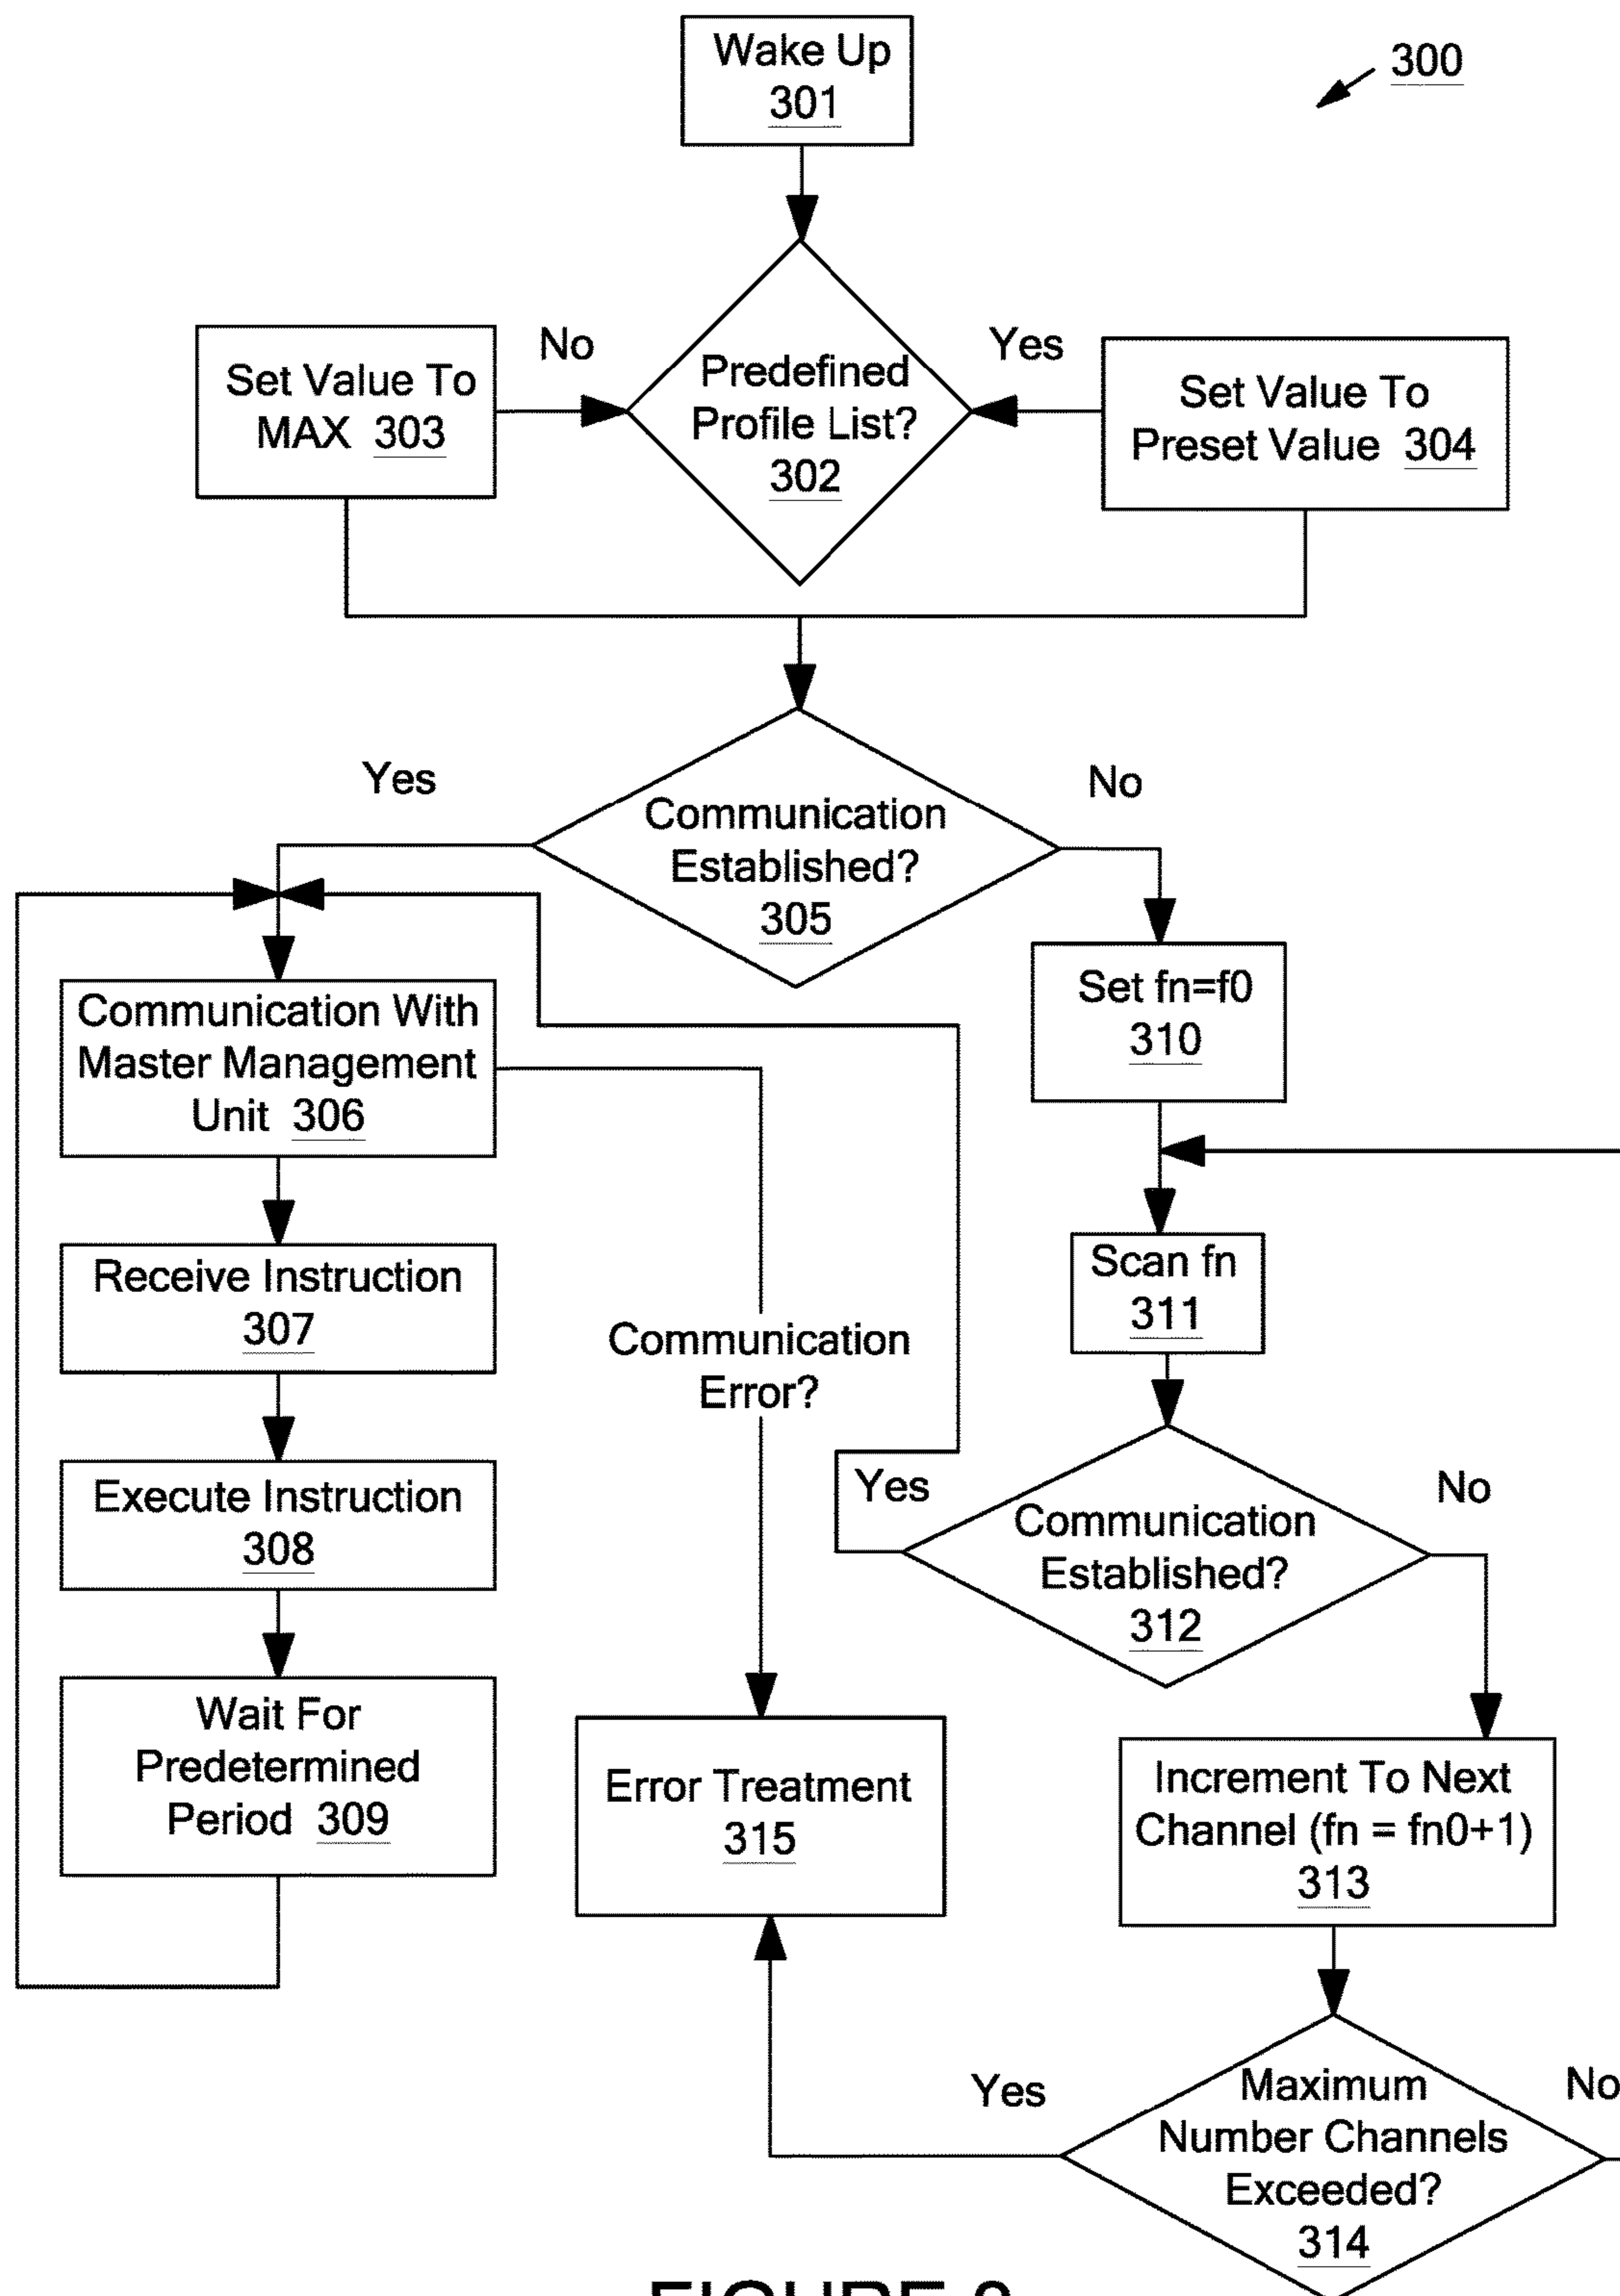 Wake Up
301
300
No
Yes
Set Value To
MAX 303
Predefined
Profile List?
302
Set Value To
Preset Value 304
Yes
No
Communication
Established?
305
Communication With
Master Management
Unit 306
Set fn=f0
310
Receive Instruction
307
Scan fn
311
Communication
Error?
Execute Instruction
308
Yes
No
Communication
Established?
312
Wait For
Predetermined
Period 309
Error Treatment
315
Increment To Next
Channel (fn = fn0+1)
313
Yes
No
Maximum
Number Channels
Exceeded?
314
FIGURE